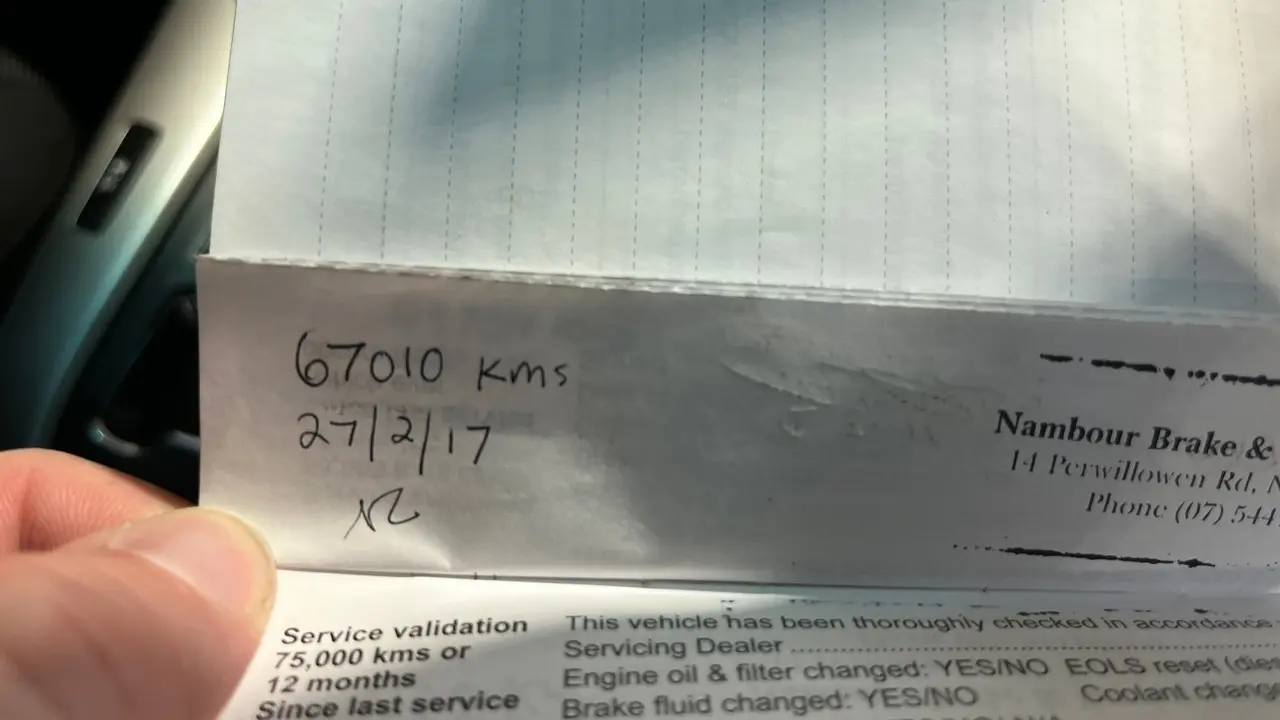 67010 kms
27/2/17
Nambour Brake &
14 Perwillowen Rd, N
Phone (07) 544
Service validation
75,000 kms or
12 months
Since last service
This vehicle has been thoroughly checked in accordance
Servicing Dealer
Engine oil & filter changed: YES/NO EOLS reset (dies
Brake fluid changed: YES/NO Coolant change